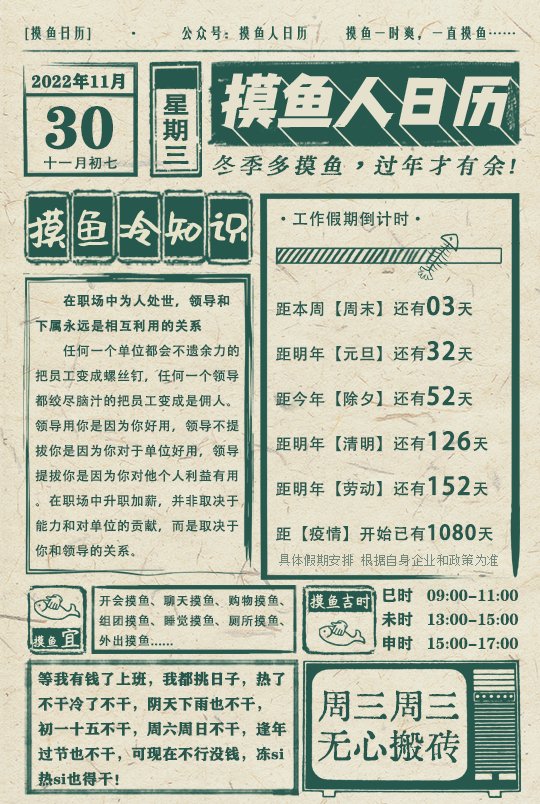 [摸鱼日历] · 公众号：摸鱼人日历 摸鱼一时爽，一直摸鱼······
2022年11月
30
十一月初七
星期三
摸鱼人日历
冬季多摸鱼，过年才有余！
摸鱼冷知识
在职场中为人处世，领导和
下属永远是相互利用的关系
任何一个单位都会不遗余力的
把员工变成螺丝钉，任何一个领导
都绞尽脑汁的把员工变成是佣人。
领导用你是因为你好用，领导不提
拔你是因为你对于单位好用，领导
提拔你是因为你对他个人利益有用
。在职场中升职加薪，并非取决于
能力和对单位的贡献，而是取决于
你和领导的关系。
·工作假期倒计时·
距本周【周末】还有03天
距明年【元旦】还有32天
距今年【除夕】还有52天
距明年【清明】还有126天
距明年【劳动】还有152天
距【疫情】开始已有1080天
具体假期安排 根据自身企业和政策为准
摸鱼宜
开会摸鱼、聊天摸鱼、购物摸鱼、
组团摸鱼、睡觉摸鱼、厕所摸鱼、
外出摸鱼......
摸鱼吉时
巳时 09:00-11:00
未时 13:00-15:00
申时 15:00-17:00
等我有钱了上班，我都挑日子，热了
不干冷了不干，阴天下雨也不干，
初一十五不干，周六周日不干，逢年
过节也不干，可现在不行没钱，冻si
热si也得干！
周三周三
无心搬砖